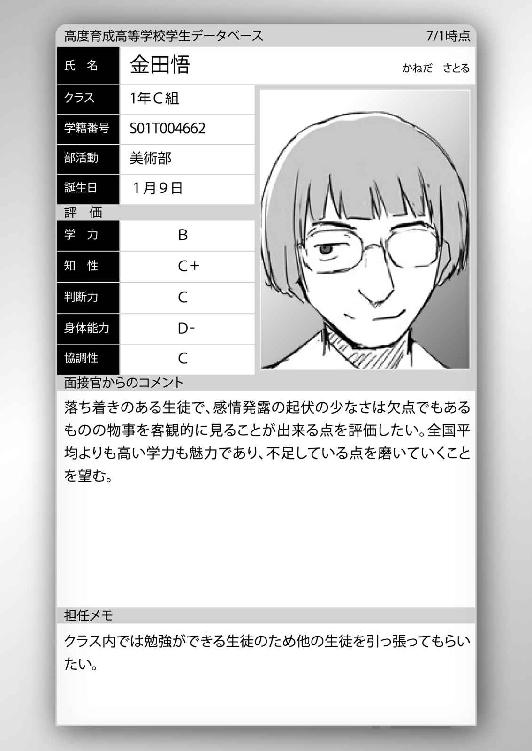 高度育成高等学校学生データベース 7/1時点
氏 名 金田悟 かねだ さとる
クラス 1年C組
学籍番号 S01T004662
部活動 美術部
誕生日 1月9日
評 価
学 力 B
知 性 C+
判断力 C
身体能力 D-
協調性 C
面接官からのコメント
落ち着きのある生徒で、感情発露の起伏の少なさは欠点でもある
ものの物事を客観的に見ることが出来る点を評価したい。全国平
均よりも高い学力も魅力であり、不足している点を磨いていくこと
を望む。
担任メモ
クラス内では勉強ができる生徒のため他の生徒を引っ張ってもらい
たい。